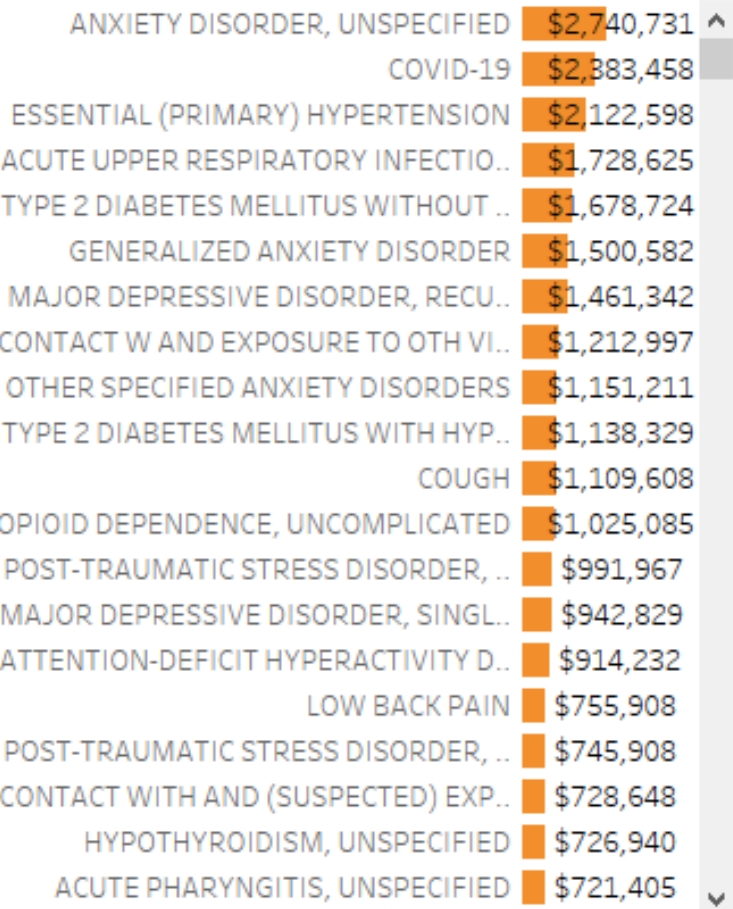 ANXIETY DISORDER, UNSPECIFIED $2,740,731
COVID-19 $2,383,458
ESSENTIAL (PRIMARY) HYPERTENSION $2,122,598
ACUTE UPPER RESPIRATORY INFECTIO.. $1,728,625
TYPE 2 DIABETES MELLITUS WITHOUT .. $1,678,724
GENERALIZED ANXIETY DISORDER $1,500,582
MAJOR DEPRESSIVE DISORDER, RECU.. $1,461,342
CONTACT W AND EXPOSURE TO OTH VI.. $1,212,997
OTHER SPECIFIED ANXIETY DISORDERS $1,151,211
TYPE 2 DIABETES MELLITUS WITH HYP.. $1,138,329
COUGH $1,109,608
OPIOID DEPENDENCE, UNCOMPLICATED $1,025,085
POST-TRAUMATIC STRESS DISORDER, .. $991,967
MAJOR DEPRESSIVE DISORDER, SINGL.. $942,829
ATTENTION-DEFICIT HYPERACTIVITY D.. $914,232
LOW BACK PAIN $755,908
POST-TRAUMATIC STRESS DISORDER, .. $745,908
CONTACT WITH AND (SUSPECTED) EXP.. $728,648
HYPOTHYROIDISM, UNSPECIFIED $726,940
ACUTE PHARYNGITIS, UNSPECIFIED $721,405